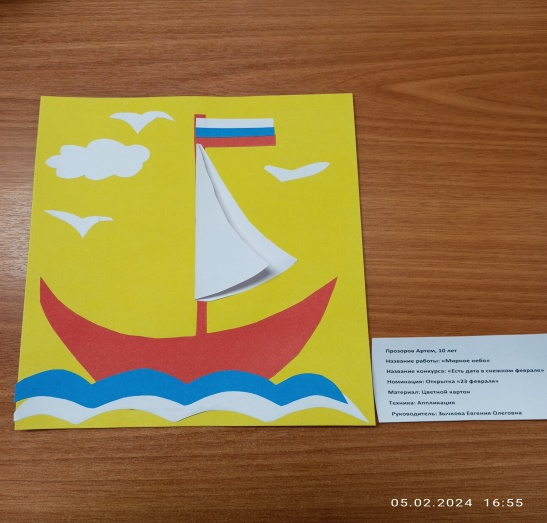 Прозоров Артем, 10 лет
Название работы: «Мирное небо»
Название конкурса: «Есть дата в снежном феврале»
Номинация: Открытка «23 февраля»
Материал: Цветной картон
Техника: Аппликация
Руководитель: Зычкова Евгения Олеговна
05.02.2024 16:55